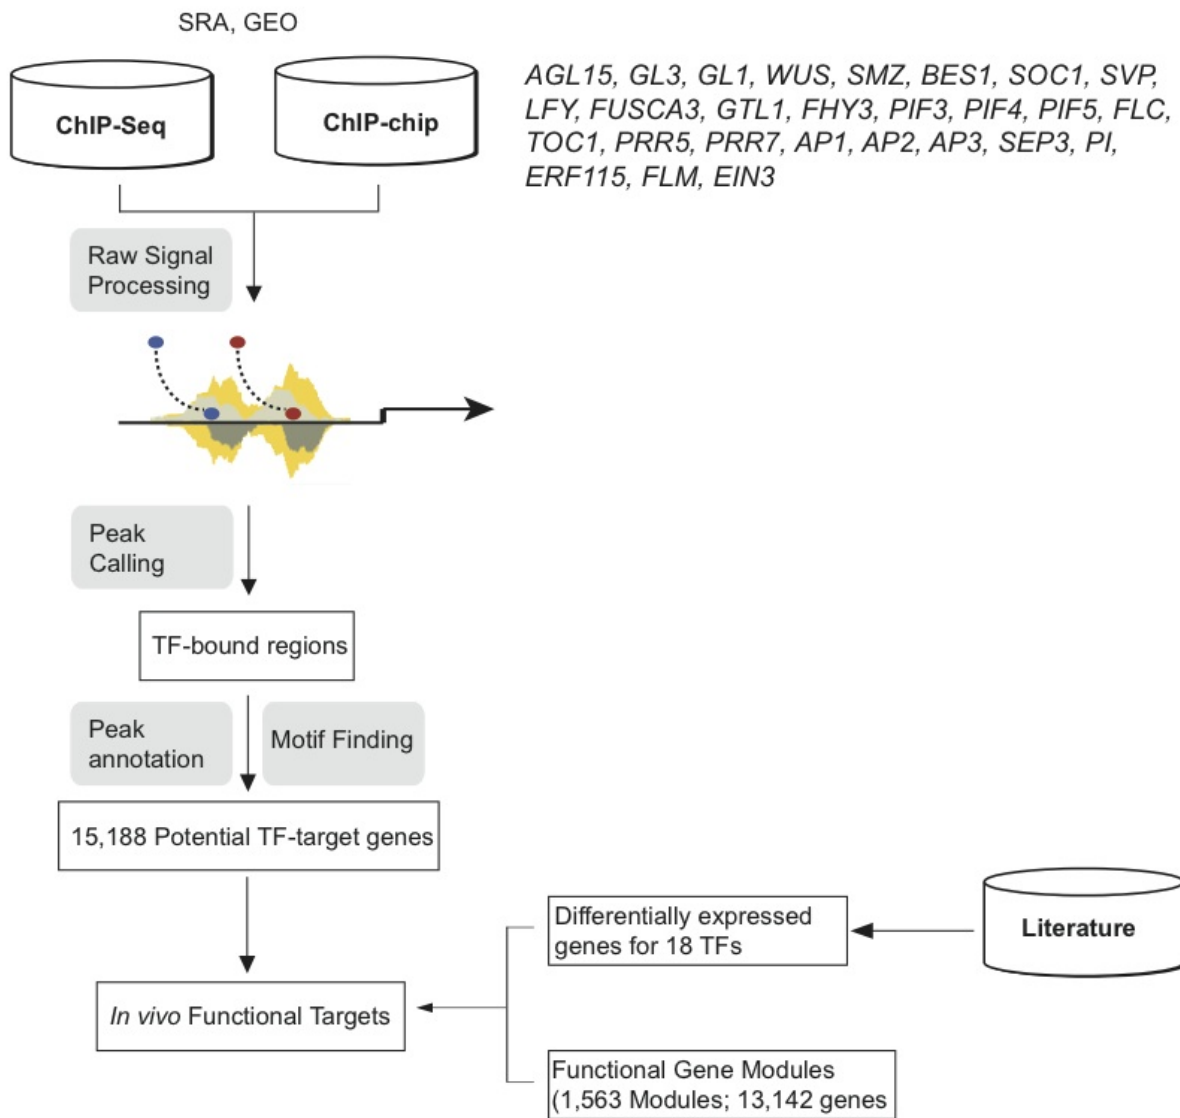 SRA, GEO
ChIP-Seq
ChIP-chip
AGL15, GL3, GL1, WUS, SMZ, BES1, SOC1, SVP,
LFY, FUSCA3, GTL1, FHY3, PIF3, PIF4, PIF5, FLC,
TOC1, PRR5, PRR7, AP1, AP2, AP3, SEP3, PI,
ERF115, FLM, EIN3
Raw Signal
Processing
Peak
Calling
TF-bound regions
Peak
annotation
Motif Finding
15,188 Potential TF-target genes
Differentially expressed
genes for 18 TFs
Literature
In vivo Functional Targets
Functional Gene Modules
(1,563 Modules; 13,142 genes